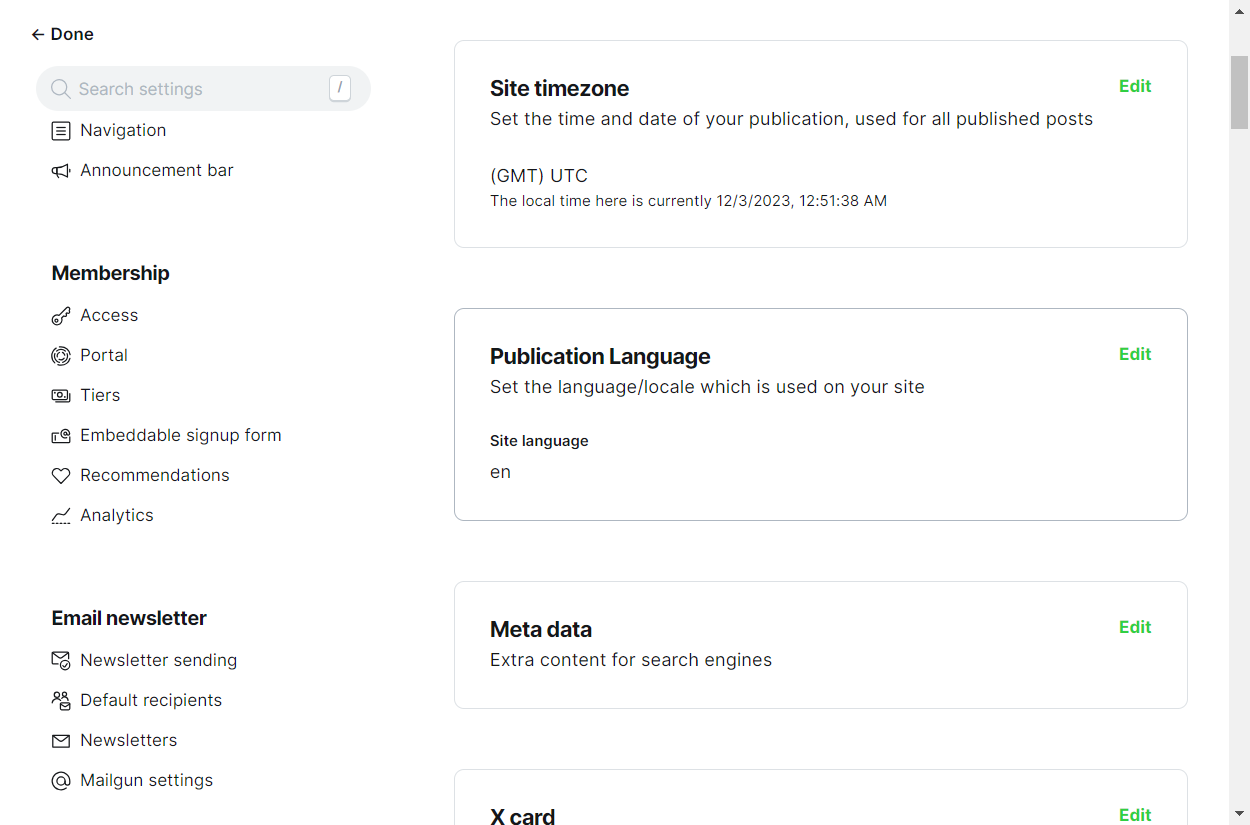 ← Done
Search settings
/
Navigation
Announcement bar
Membership
Access
Portal
Tiers
Embeddable signup form
Recommendations
Analytics
Email newsletter
Newsletter sending
Default recipients
Newsletters
Mailgun settings
Site timezone
Edit
Set the time and date of your publication, used for all published posts
(GMT) UTC
The local time here is currently 12/3/2023, 12:51:38 AM
Publication Language
Edit
Set the language/locale which is used on your site
Site language
en
Meta data
Edit
Extra content for search engines
X card
Edit